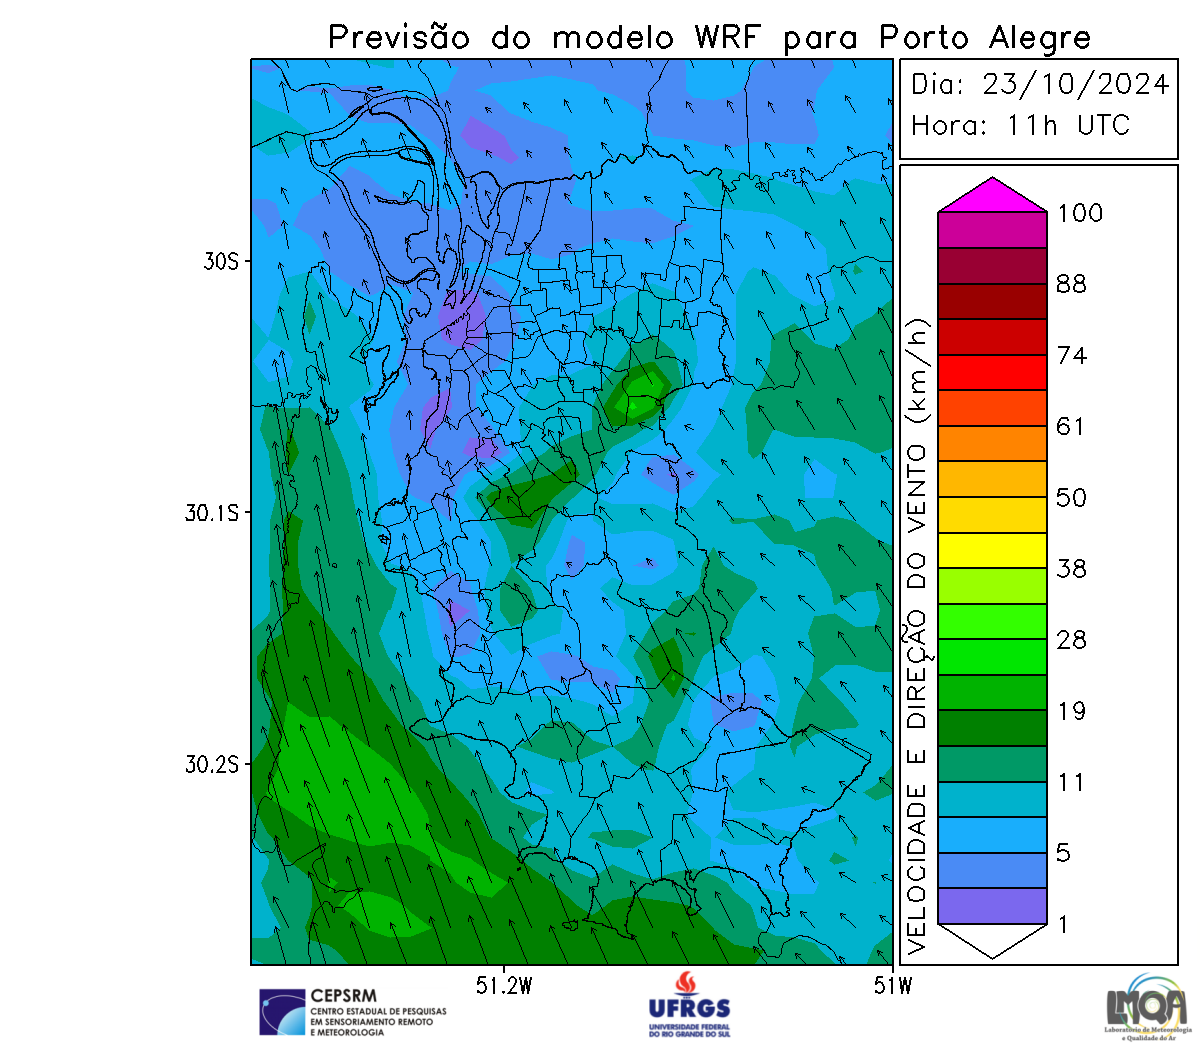 Previsão do modelo WRF para Porto Alegre
Dia: 23/10/2024
Hora: 11h UTC
30S
30.1S
30.2S
51.2W
51W
VELOCIDADE E DIREÇÃO DO VENTO (km/h)
100
88
74
61
50
38
28
19
11
5
1
CEPSRM
CENTRO ESTADUAL DE PESQUISAS
EM SENSORIAMENTO REMOTO
E METEOROLOGIA
UFRGS
UNIVERSIDADE FEDERAL
DO RIO GRANDE DO SUL
LMQA
Laboratório de Meteorologia
e Qualidade do Ar